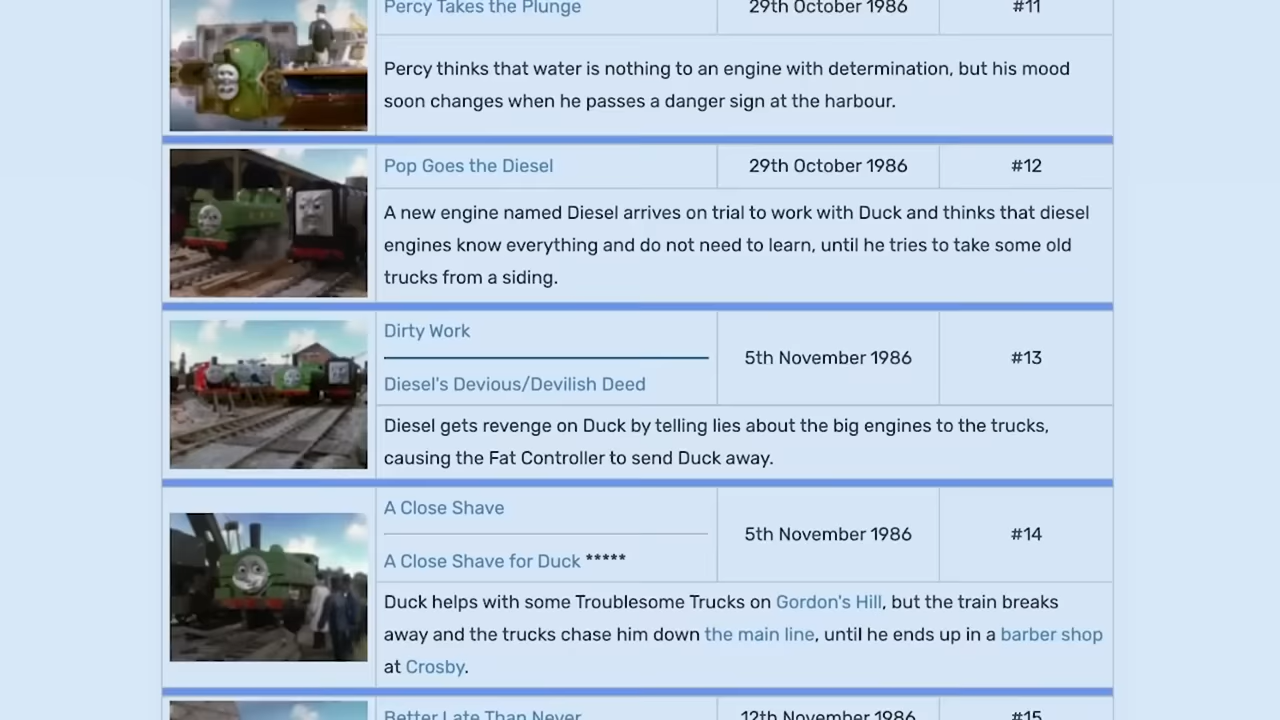 Percy Takes the Plunge
29th October 1986
#11
Percy thinks that water is nothing to an engine with determination, but his mood
soon changes when he passes a danger sign at the harbour.
Pop Goes the Diesel
29th October 1986
#12
A new engine named Diesel arrives on trial to work with Duck and thinks that diesel
engines know everything and do not need to learn, until he tries to take some old
trucks from a siding.
Dirty Work
Diesel's Devious/Devilish Deed
5th November 1986
#13
Diesel gets revenge on Duck by telling lies about the big engines to the trucks,
causing the Fat Controller to send Duck away.
A Close Shave
A Close Shave for Duck *****
5th November 1986
#14
Duck helps with some Troublesome Trucks on Gordon's Hill, but the train breaks
away and the trucks chase him down the main line, until he ends up in a barber shop
at Crosby.
Better Late Than Never
12th November 1986
#15